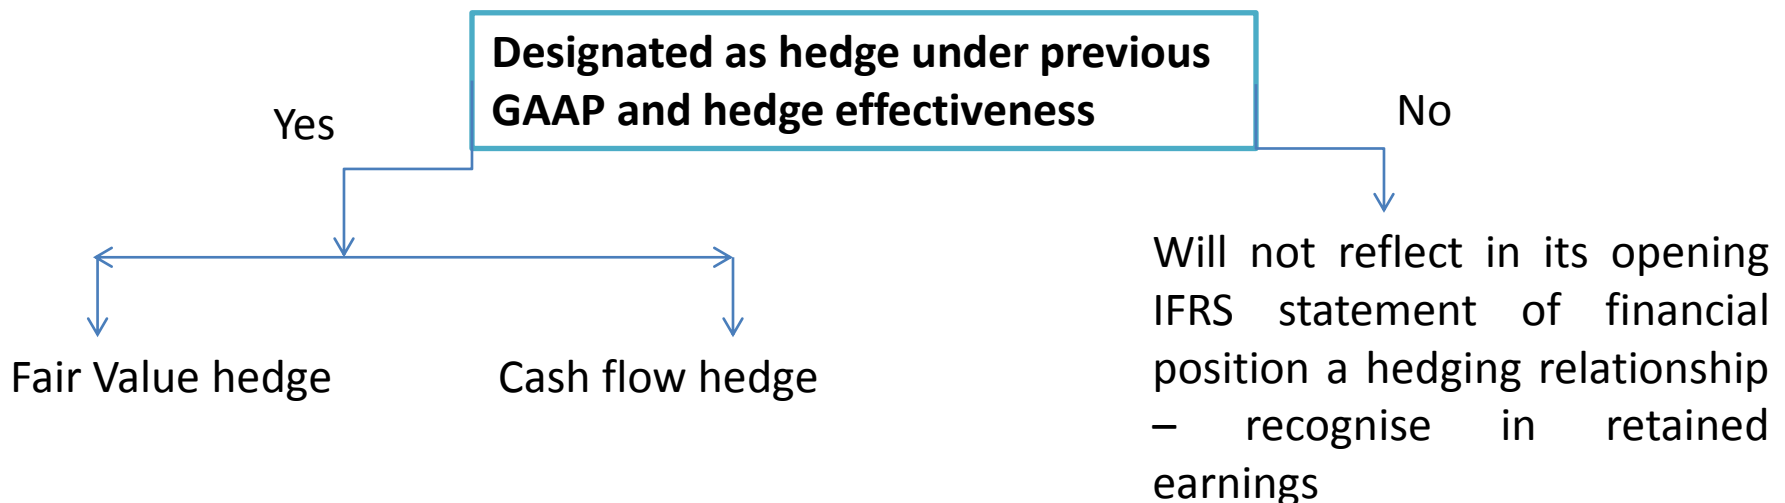 Designated as hedge under previous
GAAP and hedge effectiveness
Yes
No
Fair Value hedge
Cash flow hedge
Will not reflect in its opening
IFRS statement of financial
position a hedging relationship
– recognise in retained
earnings